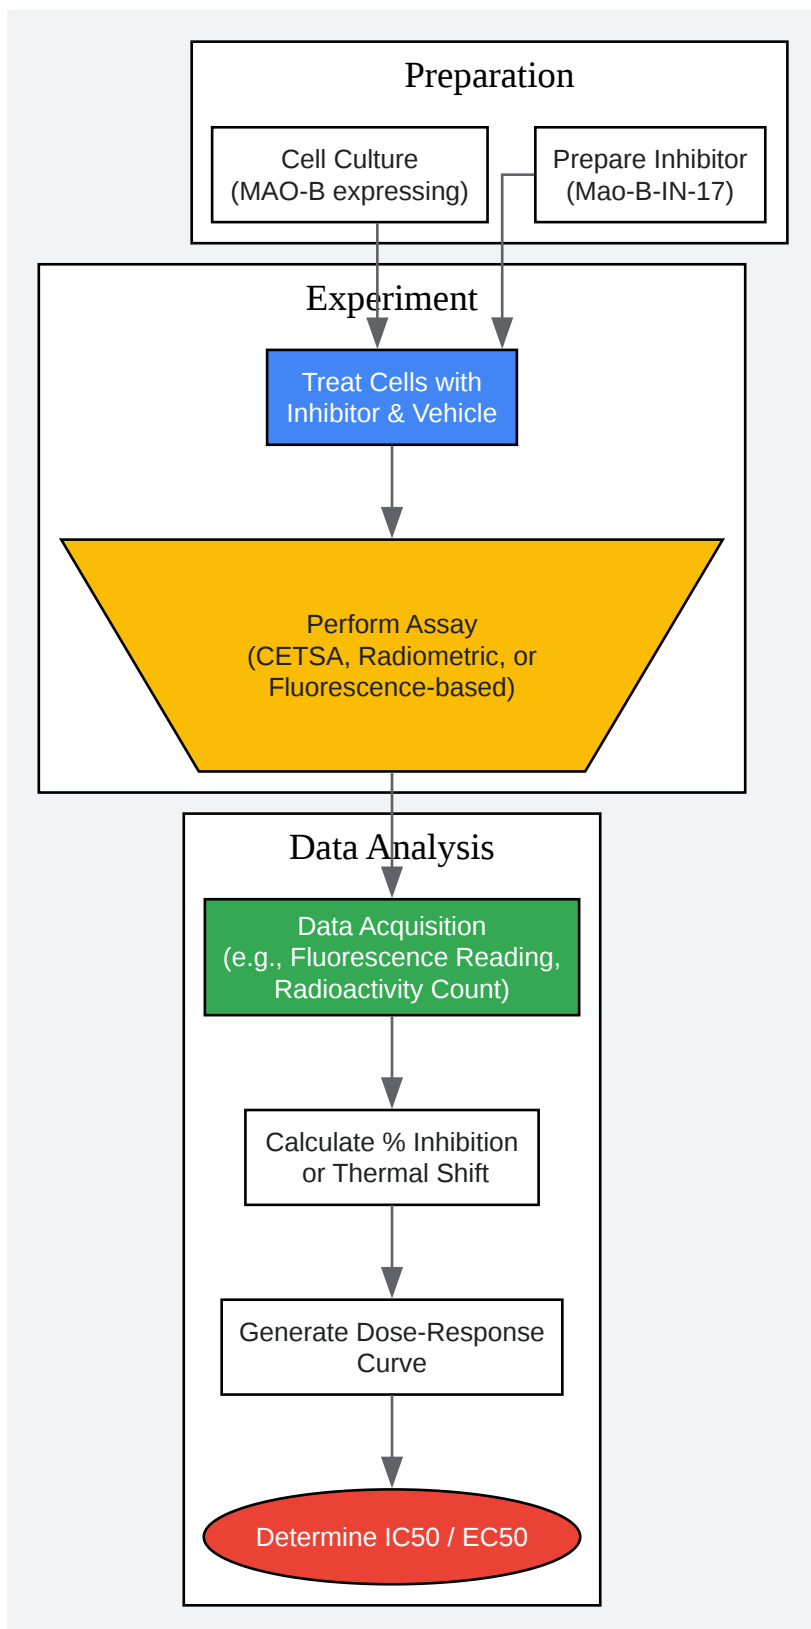 Preparation
Cell Culture
(MAO-B expressing)
Prepare Inhibitor
(Mao-B-IN-17)
Experiment
Treat Cells with
Inhibitor & Vehicle
Perform Assay
(CETSA, Radiometric, or
Fluorescence-based)
Data Analysis
Data Acquisition
(e.g., Fluorescence Reading,
Radioactivity Count)
Calculate % Inhibition
or Thermal Shift
Generate Dose-Response
Curve
Determine IC50 / EC50